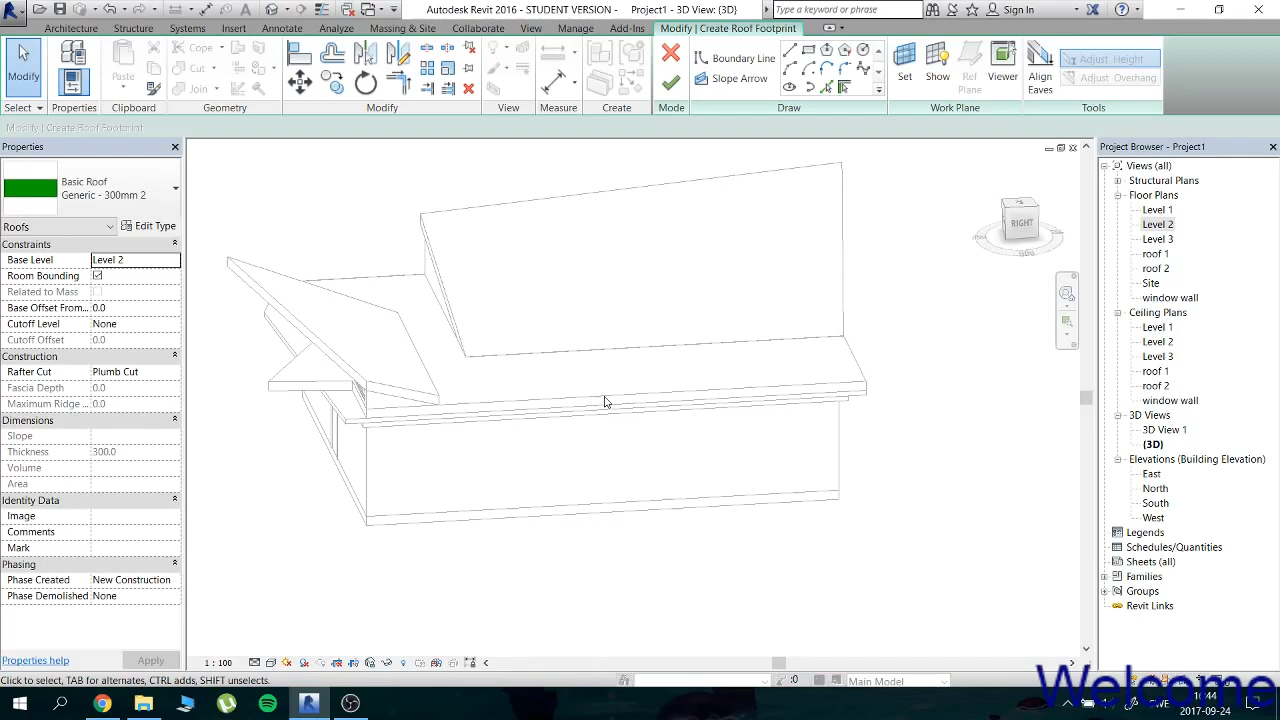 Autodesk Revit 2016 - STUDENT VERSION - Project1 - 3D View: {3D}
Type a keyword or phrase
Sign In
Architecture Structure Systems Insert Annotate Analyze Massing & Site Collaborate View Manage Add-Ins Modify | Create Roof Footprint
Modify
Properties
Paste
Cope
Cut
Join
Boundary Line
Slope Arrow
Set
Show
Ref Plane
Viewer
Align Eaves
Adjust Height
Adjust Overhang
Select Properties Clipboard Geometry Modify View Measure Create Mode Draw Work Plane Tools
Modify | Create Roof Footprint
Properties
Basic Roof
Generic - 300mm 2
Roofs
Edit Type
Constraints
Base Level Level 2
Room Bounding
Related to Mass
Base Offset From... 0.0
Cutoff Level None
Cutoff Offset 0.0
Construction
Rafter Cut Plumb Cut
Fascia Depth 0.0
Maximum Ridge ... 0.0
Dimensions
Slope
Thickness 300.0
Volume
Area
Identity Data
Image
Comments
Mark
Phasing
Phase Created New Construction
Phase Demolished None
Properties help
Apply
RIGHT
1 : 100
Project Browser - Project1
Views (all)
Structural Plans
Floor Plans
Level 1
Level 2
Level 3
roof 1
roof 2
Site
window wall
Ceiling Plans
Level 1
Level 2
Level 3
roof 1
roof 2
window wall
3D Views
3D View 1
{3D}
Elevations (Building Elevation)
East
North
South
West
Legends
Schedules/Quantities
Sheets (all)
Families
Groups
Revit Links
Click to select, TAB for alternates, CTRL adds, SHIFT unselects.
:0
Main Model
Welcome
16:44
2017-09-24